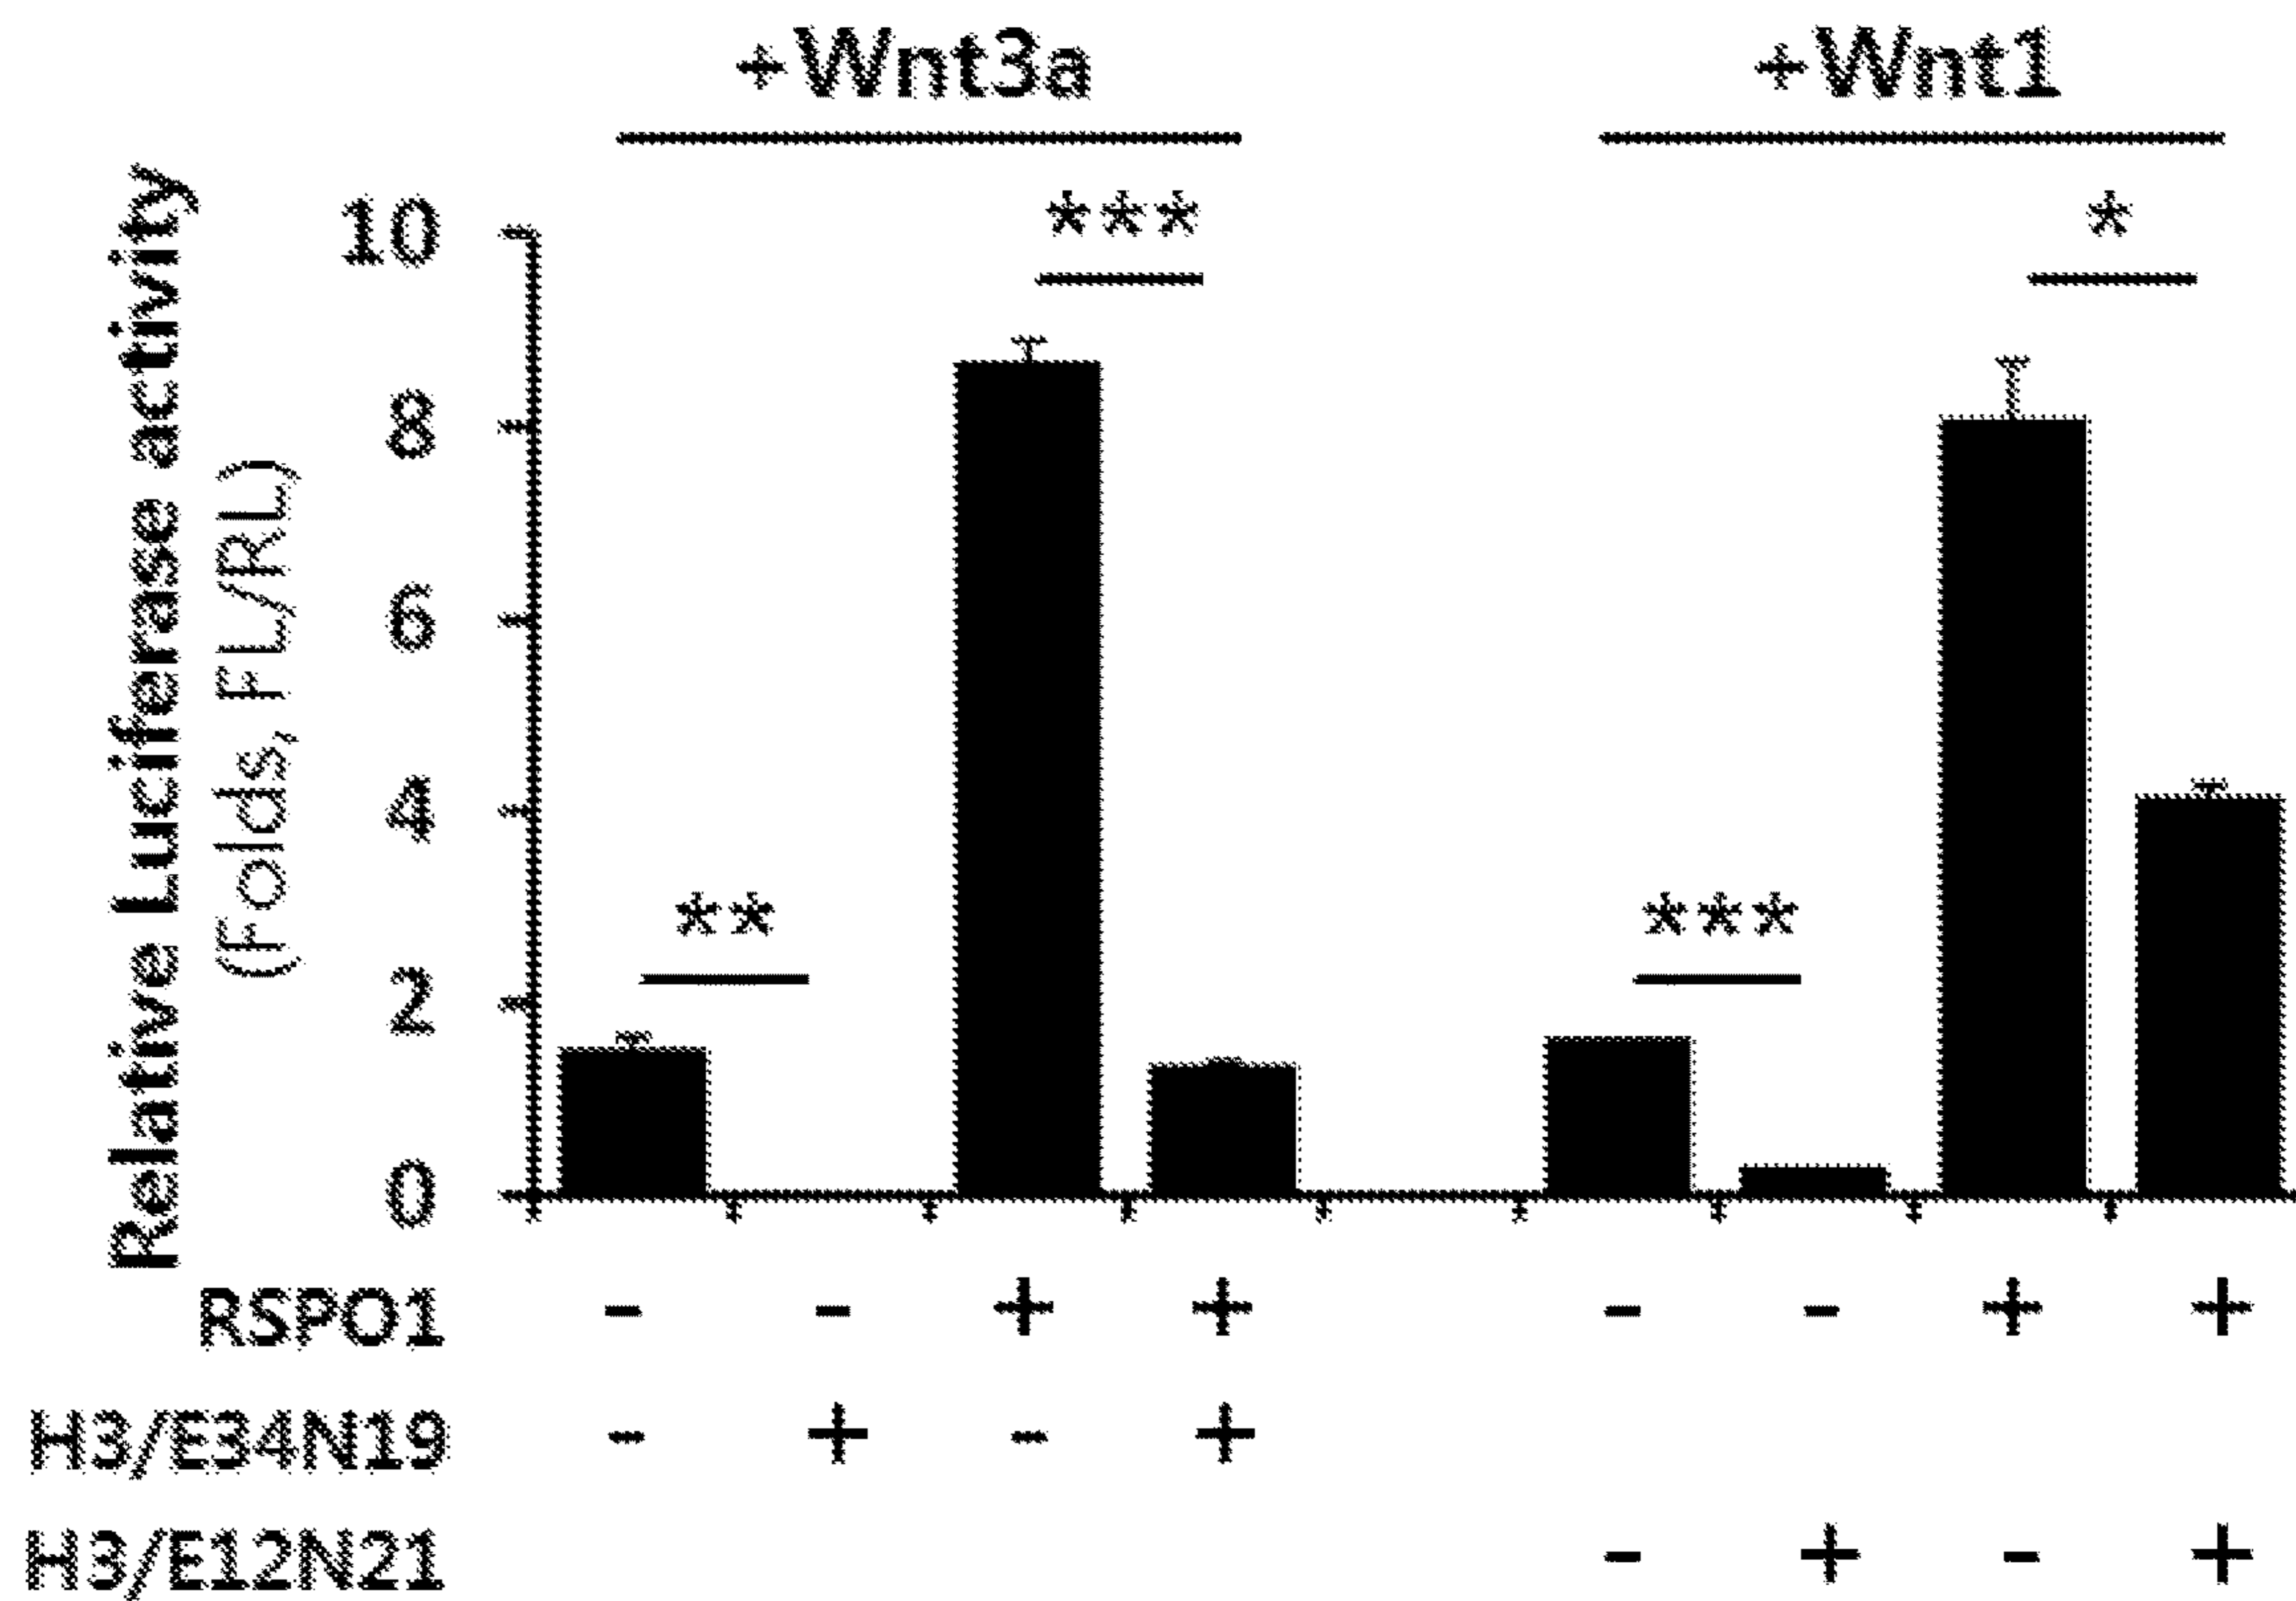 +Wnt3a +Wnt1
*** *
10
8
6
4
2
0
** ***
Relative Luciferase activity
(Folds, FL/RL)
RSPO1 - - + + - - + +
H3/E34N19 - + - +
H3/E12N21 - + - +